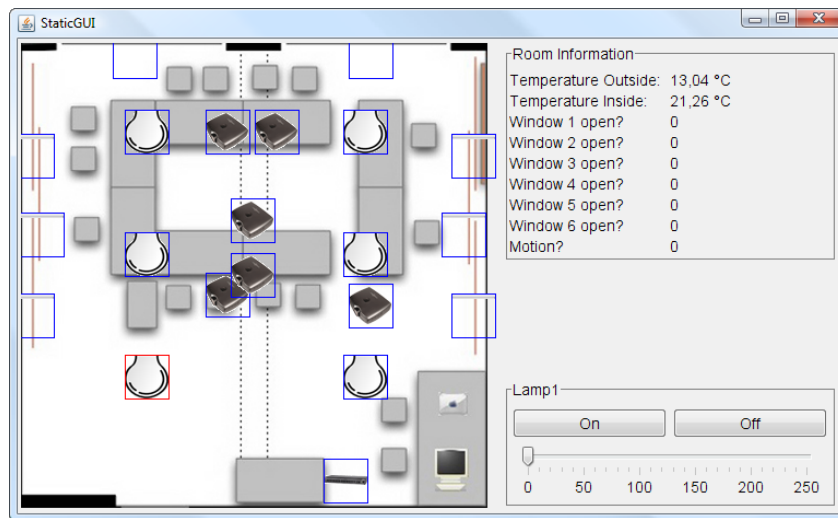 StaticGUI
Room Information
Temperature Outside: 13,04 °C
Temperature Inside: 21,26 °C
Window 1 open? 0
Window 2 open? 0
Window 3 open? 0
Window 4 open? 0
Window 5 open? 0
Window 6 open? 0
Motion? 0
Lamp1
On Off
0 50 100 150 200 250